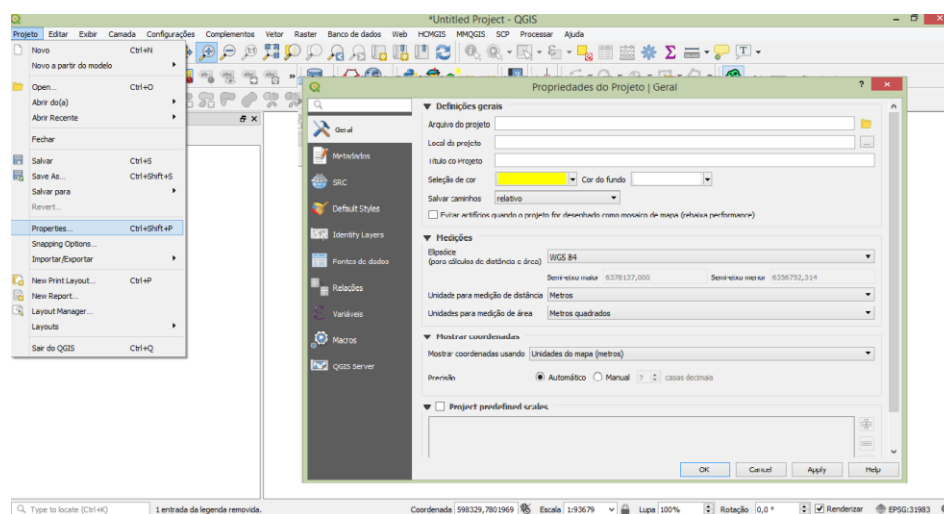 *Untitled Project - QGIS
Projeto Editar Exibir Camada Configurações Complementos Vetor Raster Banco de dados Web HCMGIS MMQGIS SCP Processar Ajuda
Novo Ctrl+N
Novo a partir do modelo
Open... Ctrl+O
Abrir do(a)
Abrir Recente
Fechar
Salvar Ctrl+S
Save As... Ctrl+Shift+S
Salvar para
Revert...
Properties... Ctrl+Shift+P
Snapping Options...
Importar/Exportar
New Print Layout... Ctrl+P
New Report...
Layout Manager...
Layouts
Sair do QGIS Ctrl+Q
Propriedades do Projeto | Geral
Geral
Metadados
SRC
Default Styles
Identify Layers
Fontes de dados
Relações
Variáveis
Macros
QGIS Server
Definições gerais
Arquivo do projeto
Local do projeto
Título do Projeto
Seleção de cor
Cor do fundo
Salvar caminhos relativo
Evitar artifícios quando o projeto for desenhado como mosaico de mapa (rebaixa performance)
Medições
Elipsóide
(para cálculos de distância e área) WGS 84
Semi-eixo maior 6378137,000 Semi-eixo menor 6356752,314
Unidade para medição de distância Metros
Unidades para medição de área Metros quadrados
Mostrar coordenadas
Mostrar coordenadas usando Unidades do mapa (metros)
Precisão Automático Manual 2 casas decimais
Project predefined scales
OK Cancel Apply Help
Type to locate (Ctrl+K) 1 entrada da legenda removida. Coordenada 598329,7801969 Escala 1:93679 Lupa 100% Rotação 0,0 ° Renderizar EPSG:31983